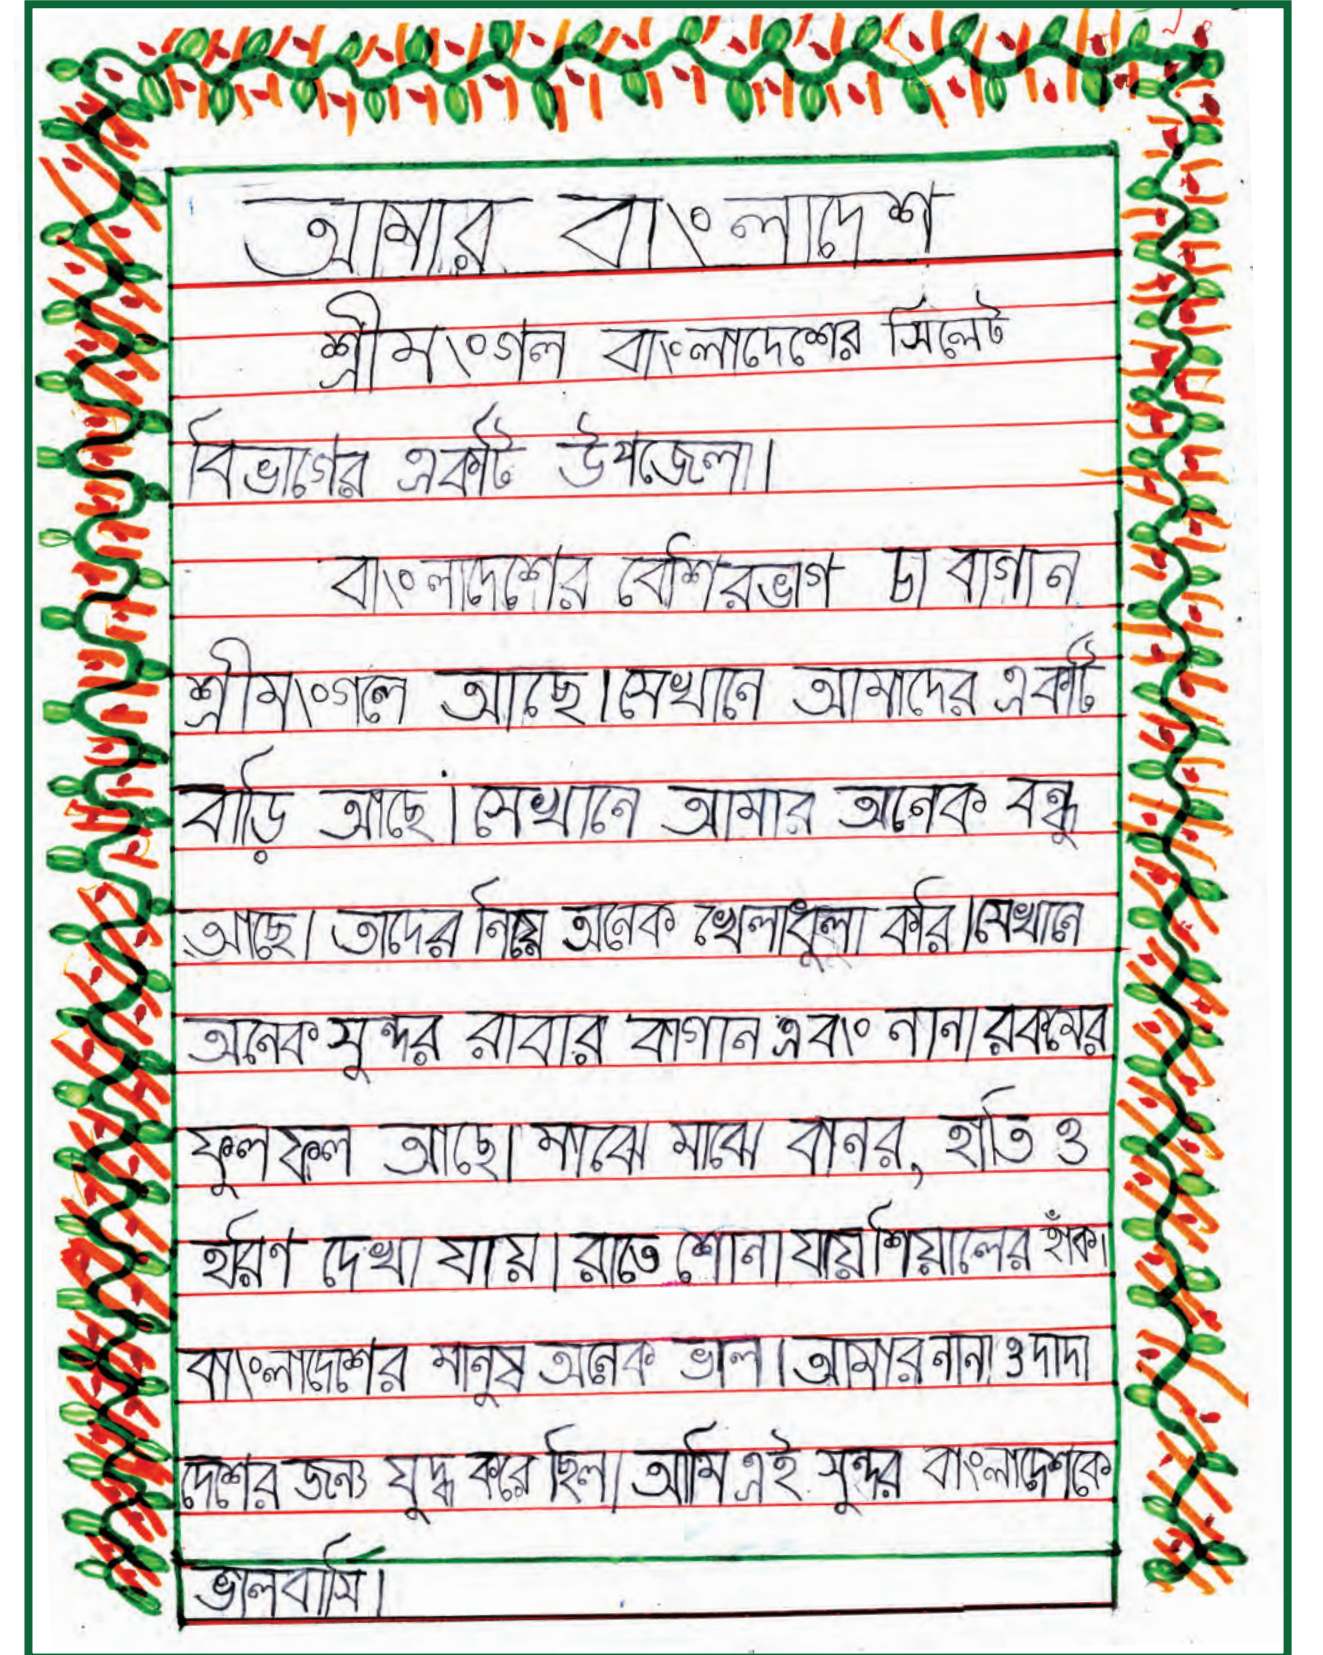 আমার বাংলাদেশ
শ্রীমংগল বাংলাদেশের সিলেট
বিভাগের একটি উপজেলা।
বাংলাদেশের বেশিরভাগ চা বাগান
শ্রীমংগলে আছে। সেখানে আমাদের একটি
বাড়ি আছে। সেখানে আমার অনেক বন্ধু
আছে। তাদের নিয়ে অনেক খেলাধুলা করি। সেখানে
অনেক সুন্দর রাবার বাগান এবং নানা রকমের
ফুল ফল আছে। মাঝে মাঝে বানর, হাতি ও
হরিণ দেখা যায়। রাতে শোনা যায় শিয়ালের হাঁক।
বাংলাদেশের মানুষ অনেক ভাল। আমার নানা ও দাদা
দেশের জন্য যুদ্ধ করে ছিল। আমি এই সুন্দর বাংলাদেশকে
ভালবাসি।